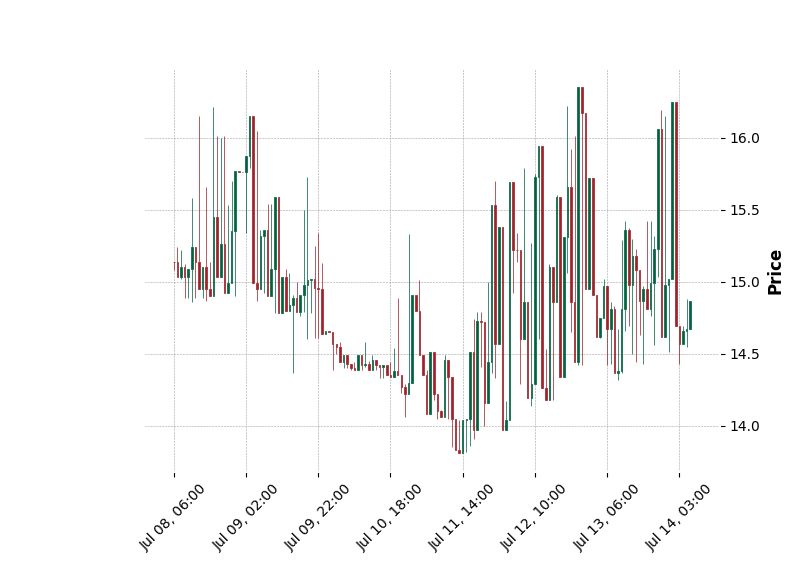 16.0
15.5
15.0
14.5
14.0
Price
Jul 08, 06:00
Jul 09, 02:00
Jul 09, 22:00
Jul 10, 18:00
Jul 11, 14:00
Jul 12, 10:00
Jul 13, 06:00
Jul 14, 03:00